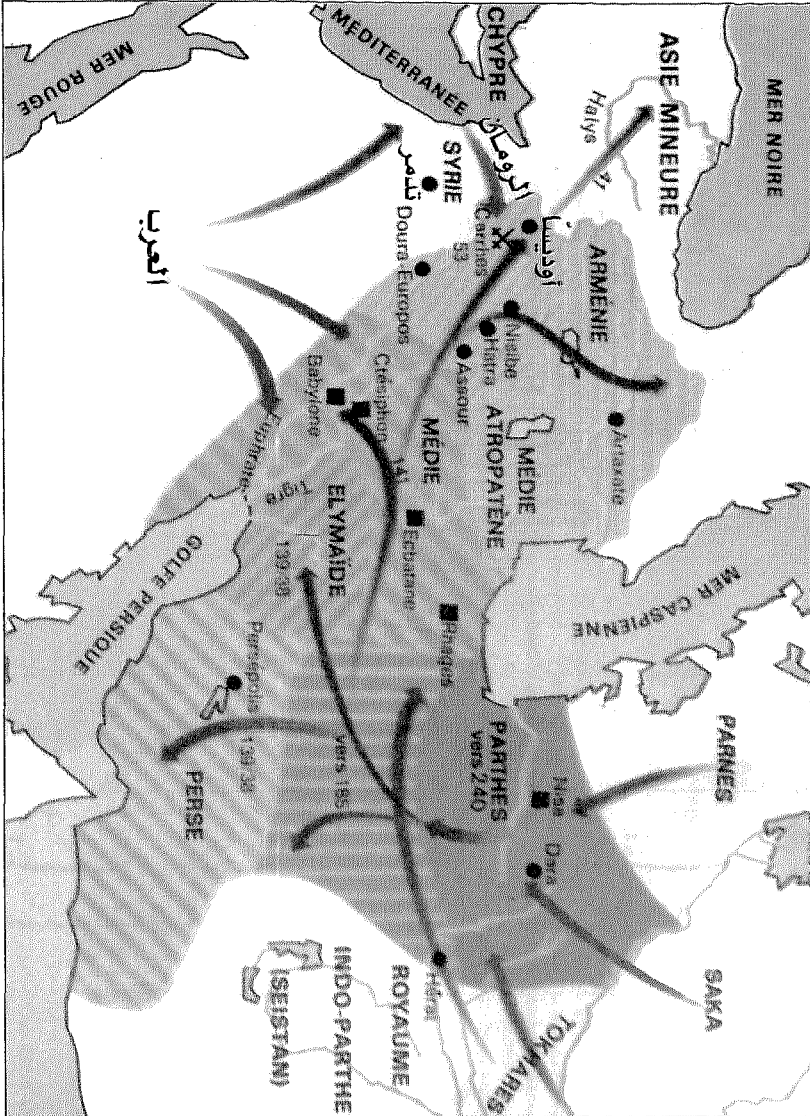 MER NOIRE
ASIE MINEURE
Halys
41
CHYPRE
MÉDITERRANÉE
MER ROUGE
الرومان
SYRIE
تدمر
Doura-Europos
العرب
أوديسا
Carrhes
53
ARMÉNIE
Nisibe
Hatra
Assour
Artaxate
MÉDIE
ATROPATÈNE
MÉDIE
141
Ctésiphon
Babylone
Euphrate
Tigre
ELYMAÏDE
139-38
Ecbatane
Rhages
MER CASPIENNE
GOLFE PERSIQUE
Persepolis
139-38
PERSE
vers 185
PARTHES
vers 240
Nisa
Dara
PARNES
SAKA
TOKHARES
Hérat
ROYAUME
INDO-PARTHE
(SEISTAN)